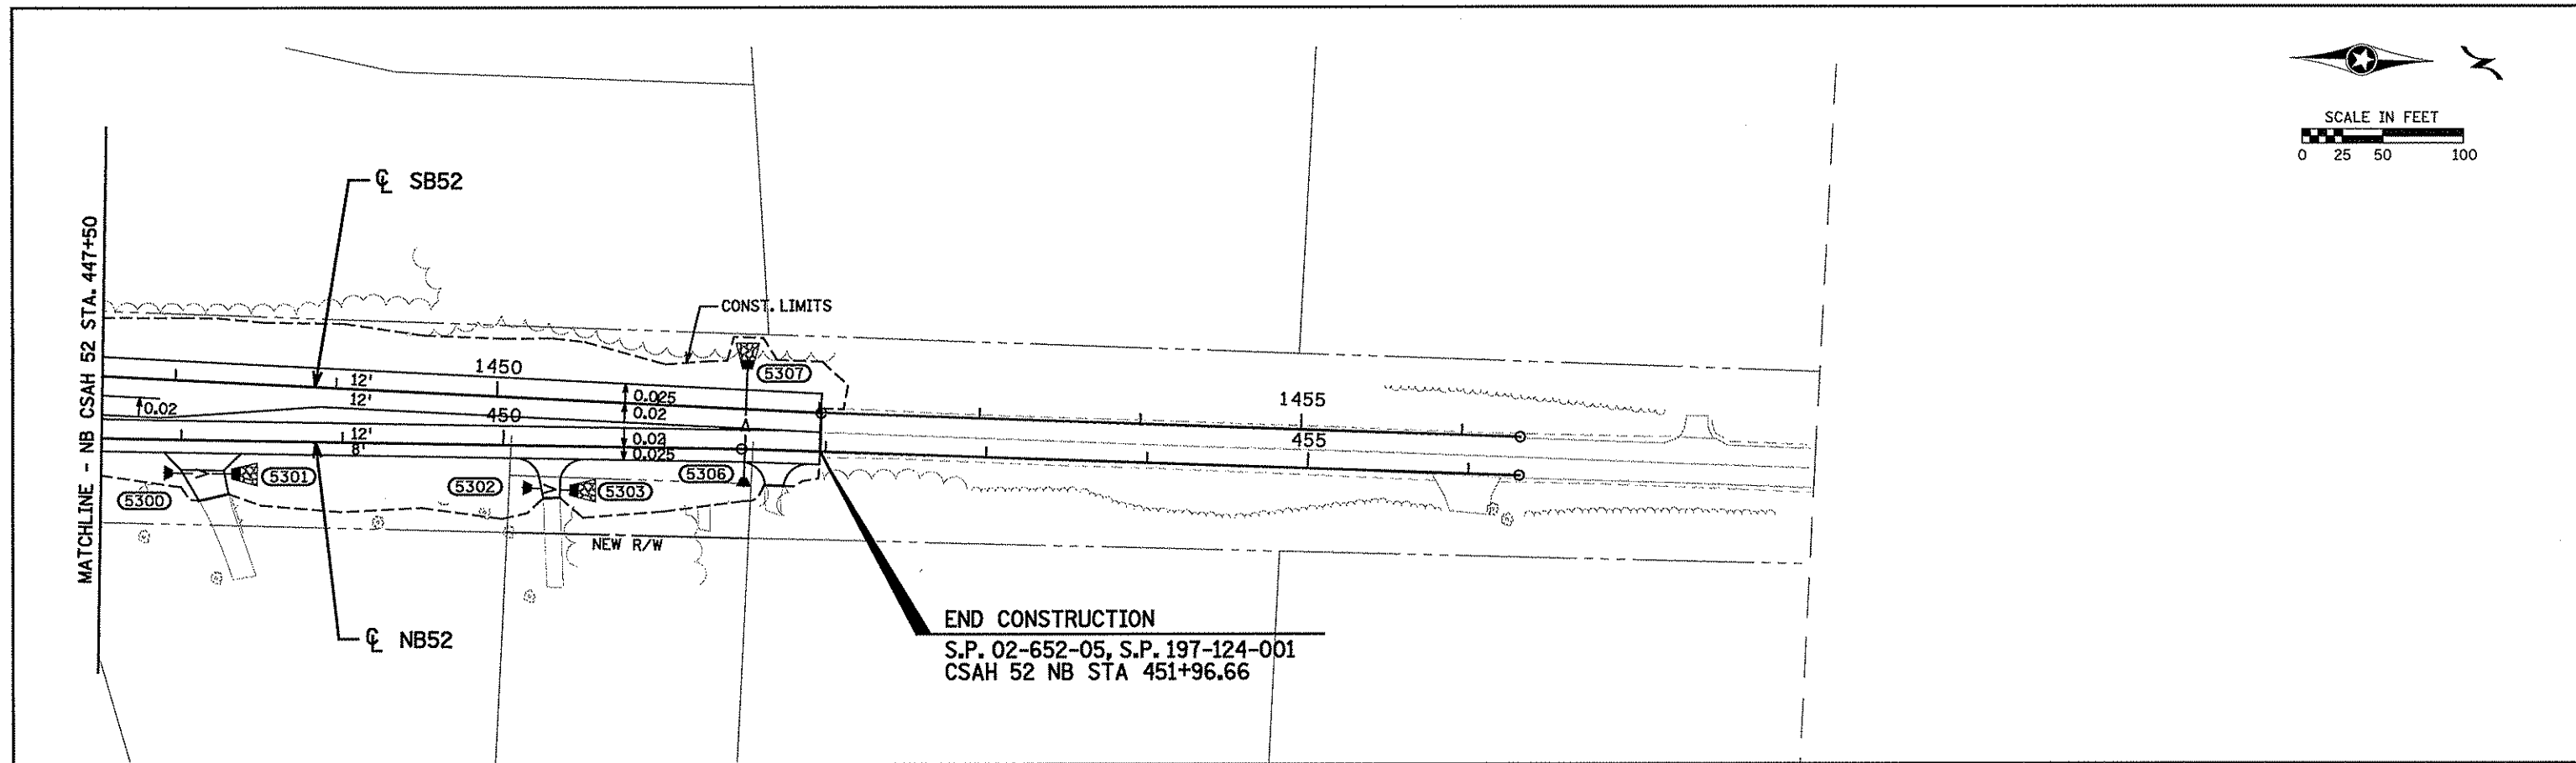 SCALE IN FEET
0 25 50 100
MATCHLINE - NB CSAH 52 STA. 447+50
℄ SB52
CONST. LIMITS
1450
12'
12'
0.02
450
12'
8'
0.025
0.02
0.02
0.025
5307
1455
455
5300
5301
5302
5303
5306
NEW R/W
℄ NB52
END CONSTRUCTION
S.P. 02-652-05, S.P. 197-124-001
CSAH 52 NB STA 451+96.66